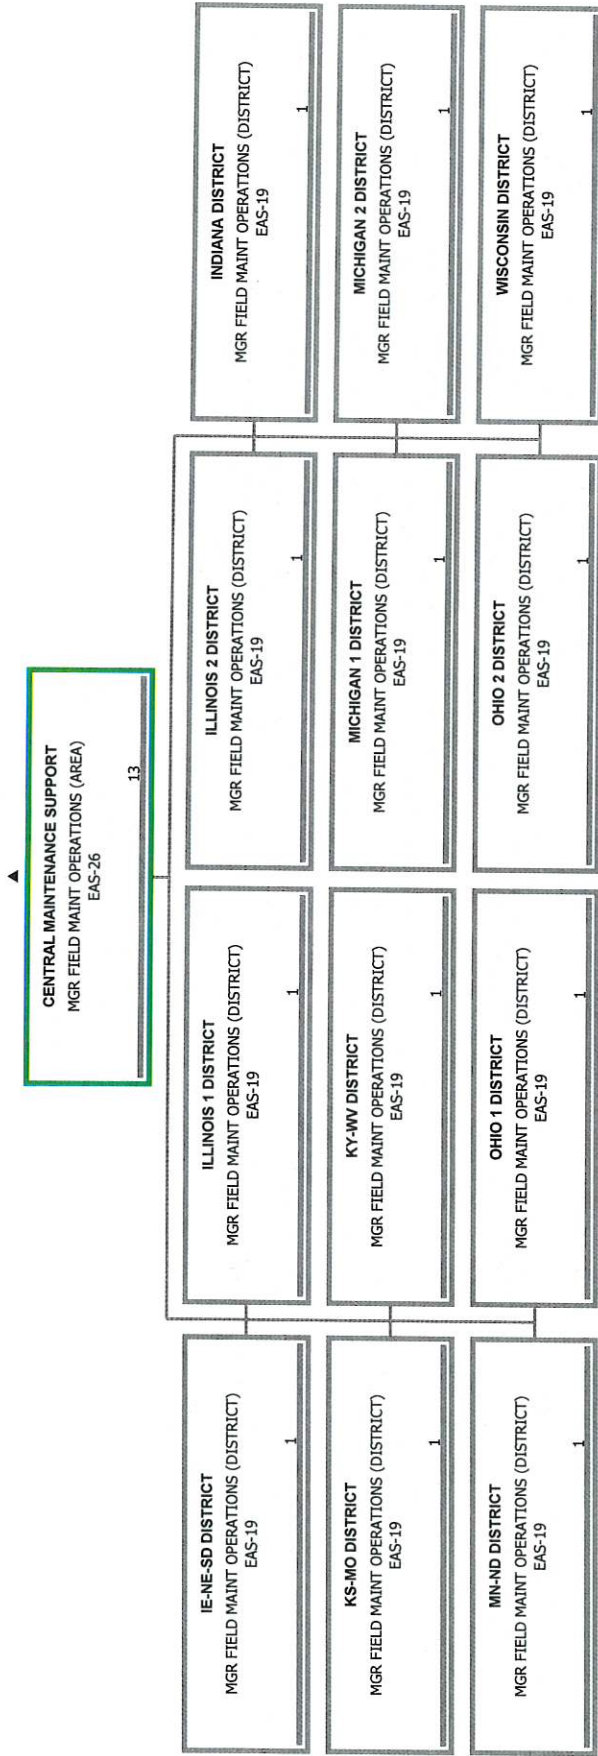 CENTRAL MAINTENANCE SUPPORT
MGR FIELD MAINT OPERATIONS (AREA)
EAS-26
13
IE-NE-SD DISTRICT
MGR FIELD MAINT OPERATIONS (DISTRICT)
EAS-19
1
ILLINOIS 1 DISTRICT
MGR FIELD MAINT OPERATIONS (DISTRICT)
EAS-19
1
ILLINOIS 2 DISTRICT
MGR FIELD MAINT OPERATIONS (DISTRICT)
EAS-19
1
INDIANA DISTRICT
MGR FIELD MAINT OPERATIONS (DISTRICT)
EAS-19
1
KS-MO DISTRICT
MGR FIELD MAINT OPERATIONS (DISTRICT)
EAS-19
1
KY-WV DISTRICT
MGR FIELD MAINT OPERATIONS (DISTRICT)
EAS-19
1
MICHIGAN 1 DISTRICT
MGR FIELD MAINT OPERATIONS (DISTRICT)
EAS-19
1
MICHIGAN 2 DISTRICT
MGR FIELD MAINT OPERATIONS (DISTRICT)
EAS-19
1
MN-ND DISTRICT
MGR FIELD MAINT OPERATIONS (DISTRICT)
EAS-19
1
OHIO 1 DISTRICT
MGR FIELD MAINT OPERATIONS (DISTRICT)
EAS-19
1
OHIO 2 DISTRICT
MGR FIELD MAINT OPERATIONS (DISTRICT)
EAS-19
1
WISCONSIN DISTRICT
MGR FIELD MAINT OPERATIONS (DISTRICT)
EAS-19
1